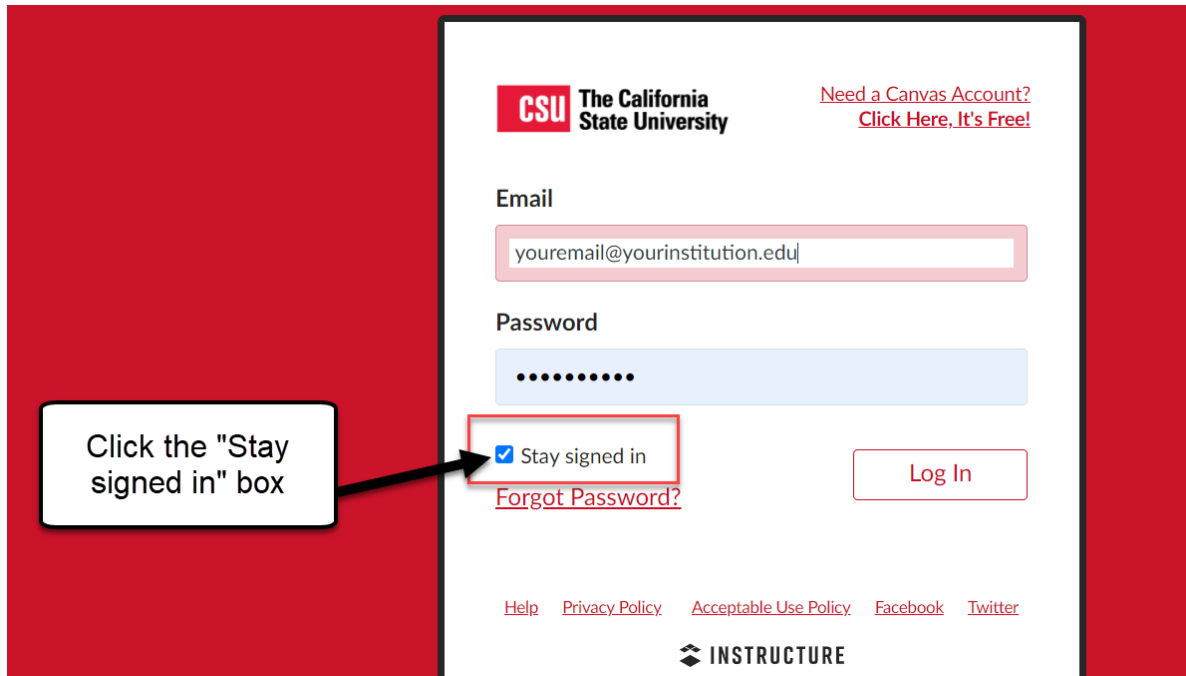 CSU The California
State University
Need a Canvas Account?
Click Here, It's Free!
Email
youremail@yourinstitution.edu
Password
••••••••••
Click the "Stay
signed in" box
Stay signed in
Forgot Password?
Log In
Help Privacy Policy Acceptable Use Policy Facebook Twitter
INSTRUCTURE